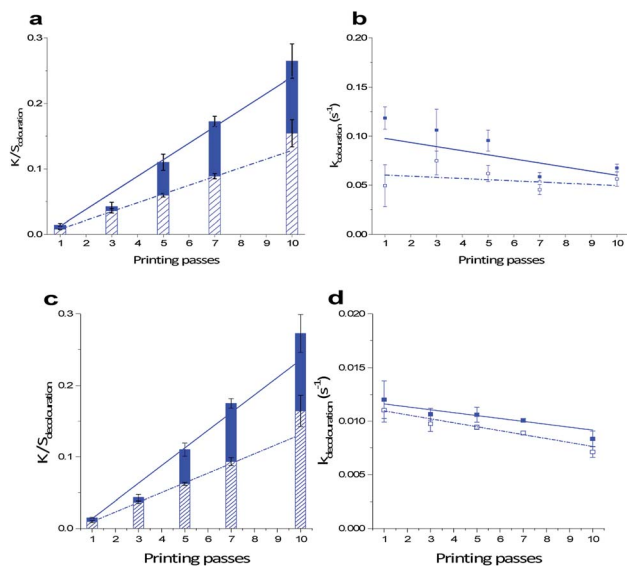 a
b
0.3
0.2
0.1
0.0
K/Scolouration
1 2 3 4 5 6 7 8 9 10
Printing passes
0.20
0.15
0.10
0.05
0.00
kcolouration(s⁻¹)
1 2 3 4 5 6 7 8 9 10
Printing passes
c
d
0.3
0.2
0.1
0.0
K/Sdecolouration
1 2 3 4 5 6 7 8 9 10
Printing passes
0.020
0.015
0.010
0.005
0.000
kdecolouration(s⁻¹)
1 2 3 4 5 6 7 8 9 10
Printing passes